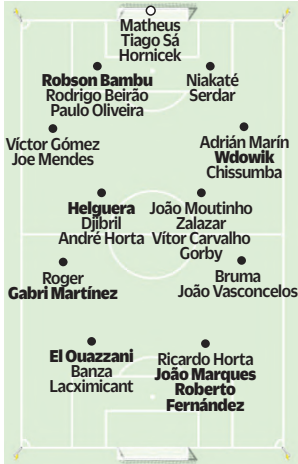 Matheus
Tiago Sá
Hornicek
Robson Bambu
Rodrigo Beirão
Paulo Oliveira
Niakaté
Serdar
Víctor Gómez
Joe Mendes
Adrián Marín
Wdowik
Chissumba
Helguera
Djibril
André Horta
João Moutinho
Zalazar
Vítor Carvalho
Gorby
Roger
Gabri Martínez
Bruma
João Vasconcelos
El Ouazzani
Banza
Lacximicant
Ricardo Horta
João Marques
Roberto
Fernández